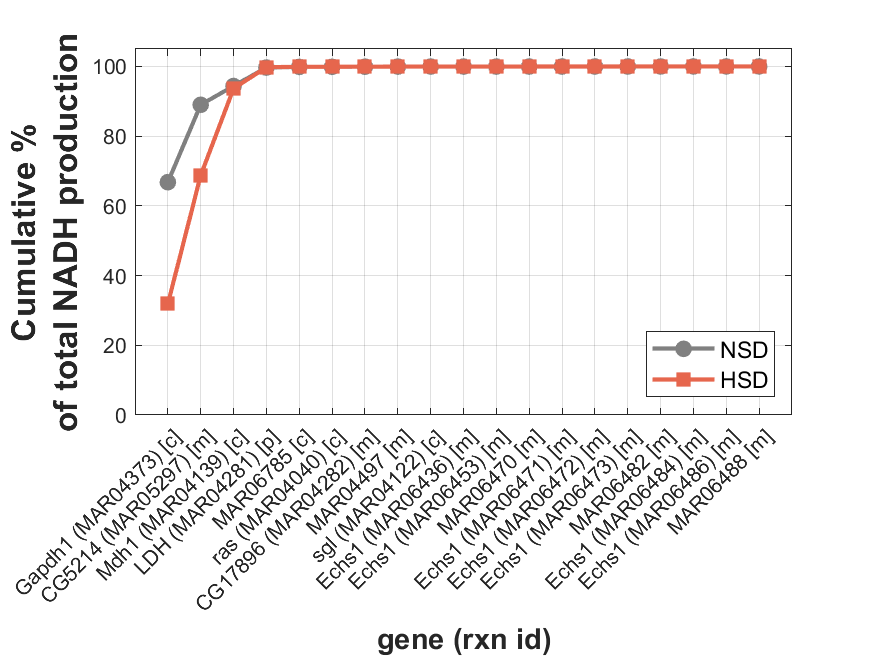 Cumulative %
of total NADH production
100
80
60
40
20
0
NSD
HSD
Gapdh1 (MAR04373) [c]
CG5214 (MAR05297) [m]
Mdh1 (MAR04139) [c]
LDH (MAR04281) [p]
MAR06785 [c]
ras (MAR04040) [c]
CG17896 (MAR04282) [m]
MAR04497 [m]
sgl (MAR04122) [c]
Echs1 (MAR06436) [m]
Echs1 (MAR06453) [m]
MAR06470 [m]
Echs1 (MAR06471) [m]
Echs1 (MAR06472) [m]
Echs1 (MAR06473) [m]
MAR06482 [m]
Echs1 (MAR06484) [m]
Echs1 (MAR06486) [m]
MAR06488 [m]
gene (rxn id)